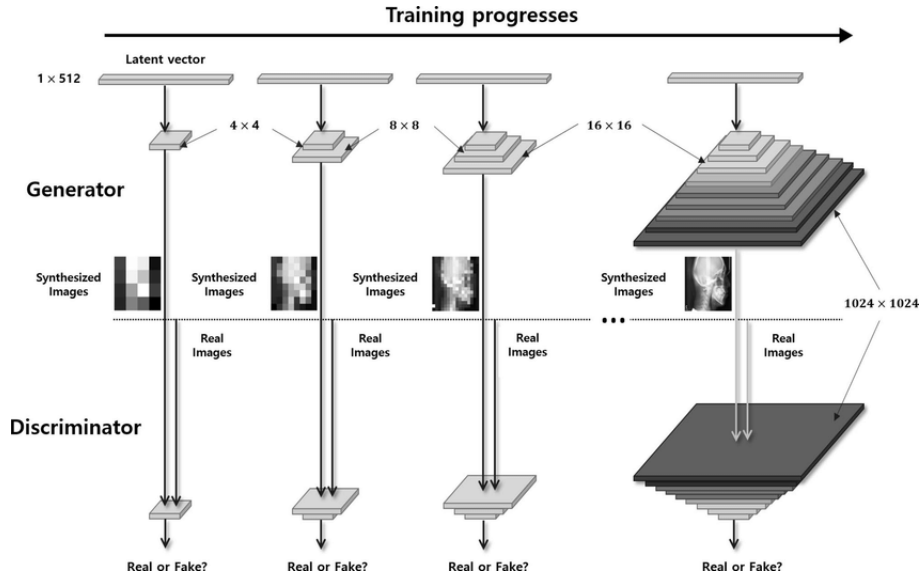 Training progresses
Latent vector
1 × 512
4 × 4
8 × 8
16 × 16
Generator
Synthesized
Images
Synthesized
Images
Synthesized
Images
Synthesized
Images
1024 × 1024
...
Real
Images
Real
Images
Real
Images
Real
Images
Discriminator
Real or Fake?
Real or Fake?
Real or Fake?
Real or Fake?